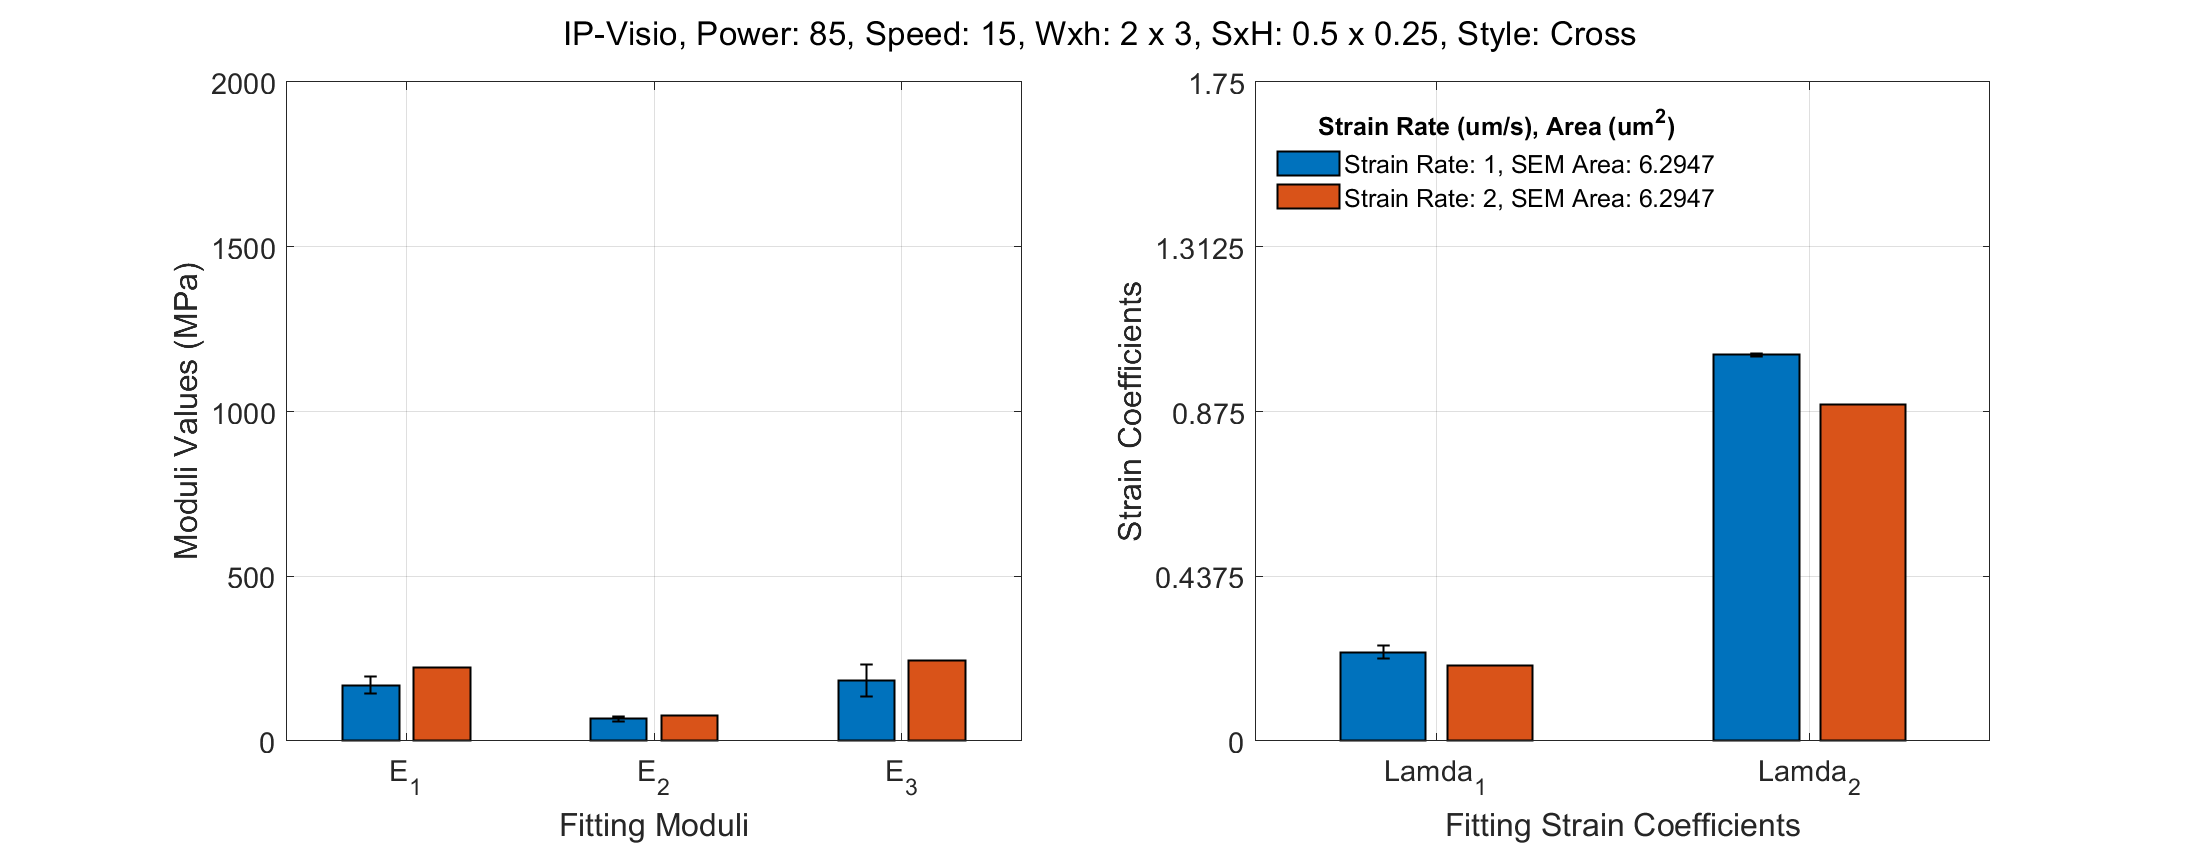 IP-Visio, Power: 85, Speed: 15, Wxh: 2 x 3, SxH: 0.5 x 0.25, Style: Cross
2000
1500
1000
500
0
Moduli Values (MPa)
E1
E2
E3
Fitting Moduli
1.75
1.3125
0.875
0.4375
0
Strain Coefficients
Strain Rate (um/s), Area (um²)
Strain Rate: 1, SEM Area: 6.2947
Strain Rate: 2, SEM Area: 6.2947
Lamda1
Lamda2
Fitting Strain Coefficients